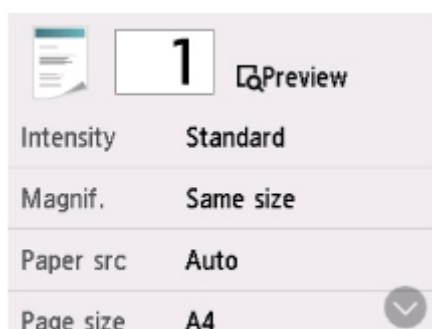 1 Preview
Intensity Standard
Magnif. Same size
Paper src Auto
Page size A4